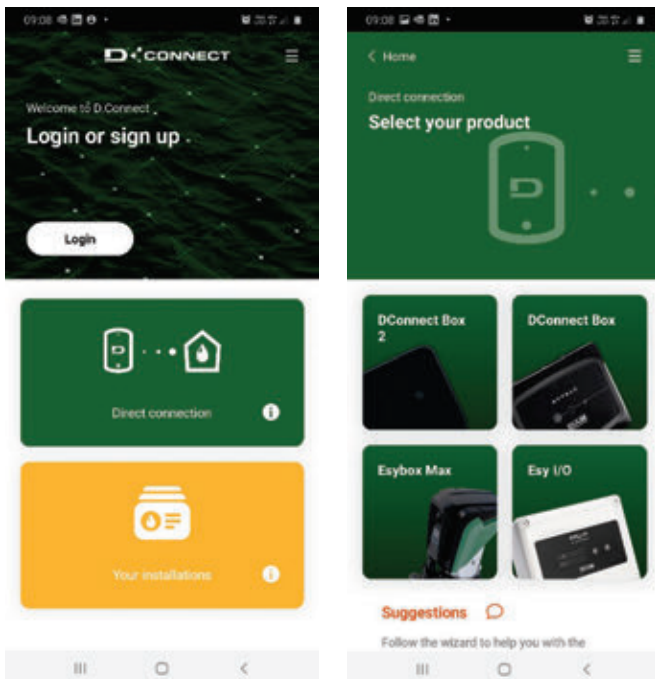 09:08
D CONNECT
Welcome to D.Connect
Login or sign up
Login
Direct connection
Your installations
09:08
< Home
Direct connection
Select your product
DConnect Box
2
DConnect Box
Esybox Max
Esy I/O
Suggestions
Follow the wizard to help you with the